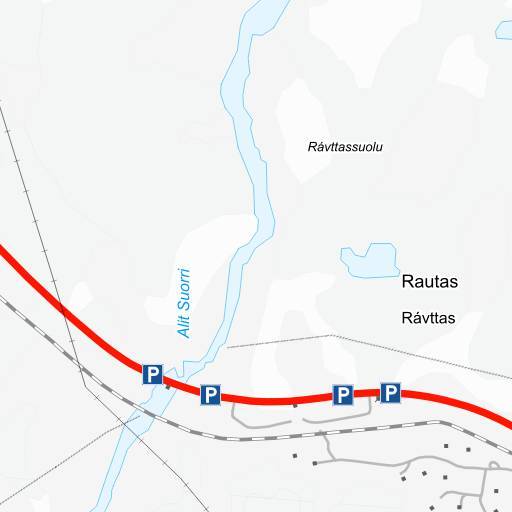 Rávttassuolu
Alit Suorri
Rautas
Rávttas
P
P
P
P